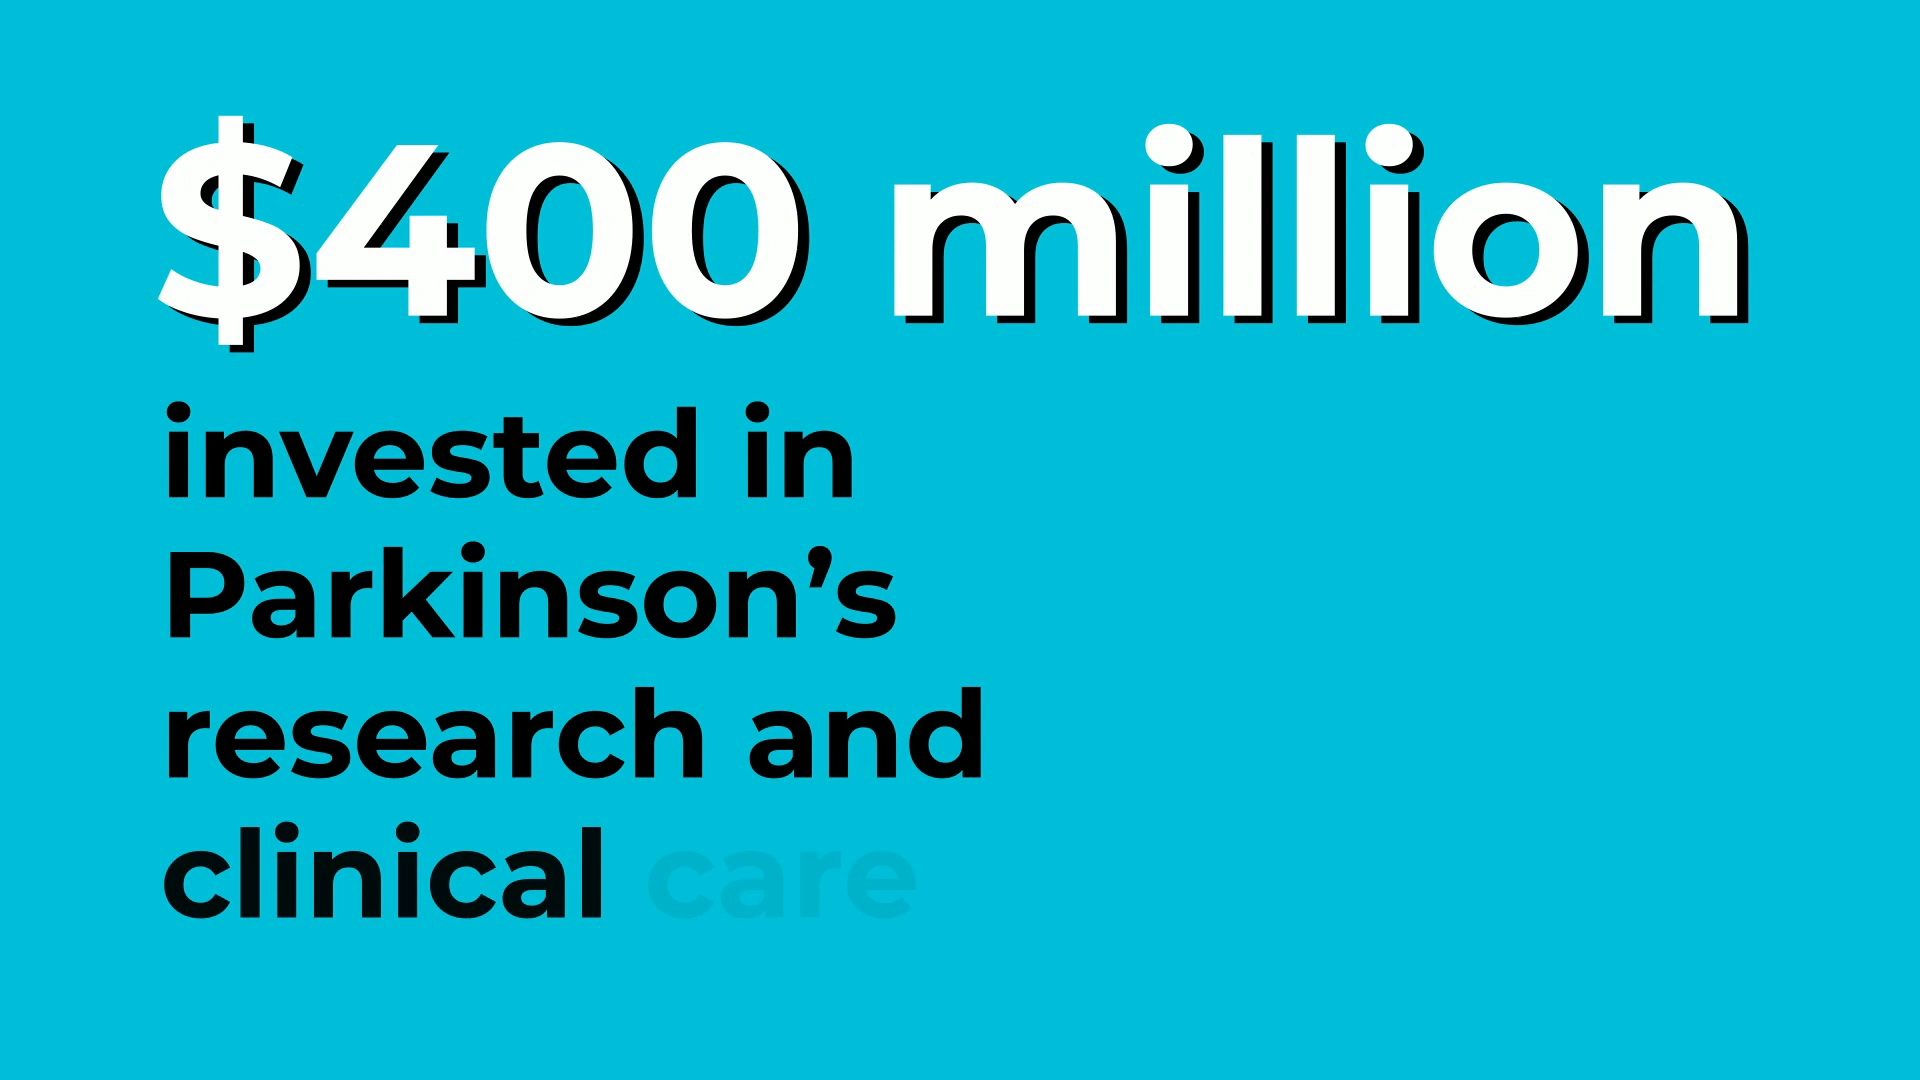 $400 million
invested in
Parkinson’s
research and
clinical care